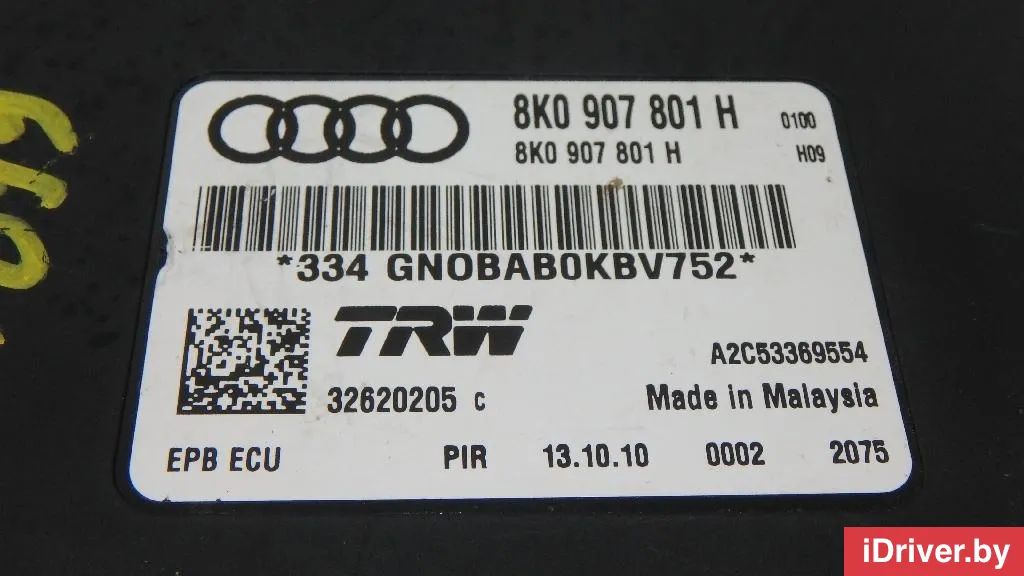 8K0 907 801 H 0100
8K0 907 801 H H09
*334 GNOBAB0KBV752*
TRW
A2C53369554
32620205 c Made in Malaysia
EPB ECU PIR 13.10.10 0002 2075
iDriver.by